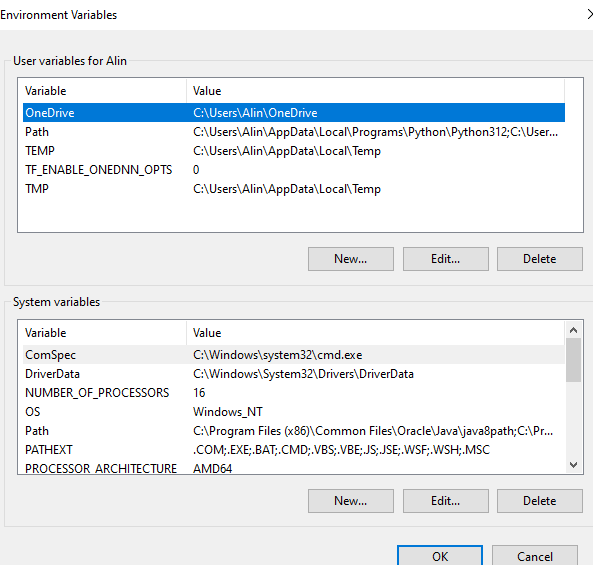 Environment Variables
User variables for Alin
Variable Value
OneDrive C:\Users\Alin\OneDrive
Path C:\Users\Alin\AppData\Local\Programs\Python\Python312;C:\User...
TEMP C:\Users\Alin\AppData\Local\Temp
TF_ENABLE_ONEDNN_OPTS 0
TMP C:\Users\Alin\AppData\Local\Temp
New... Edit... Delete
System variables
Variable Value
ComSpec C:\Windows\system32\cmd.exe
DriverData C:\Windows\System32\Drivers\DriverData
NUMBER_OF_PROCESSORS 16
OS Windows_NT
Path C:\Program Files (x86)\Common Files\Oracle\Java\java8path;C:\Pr...
PATHEXT .COM;.EXE;.BAT;.CMD;.VBS;.VBE;.JS;.JSE;.WSF;.WSH;.MSC
PROCESSOR_ARCHITECTURE AMD64
New... Edit... Delete
OK Cancel